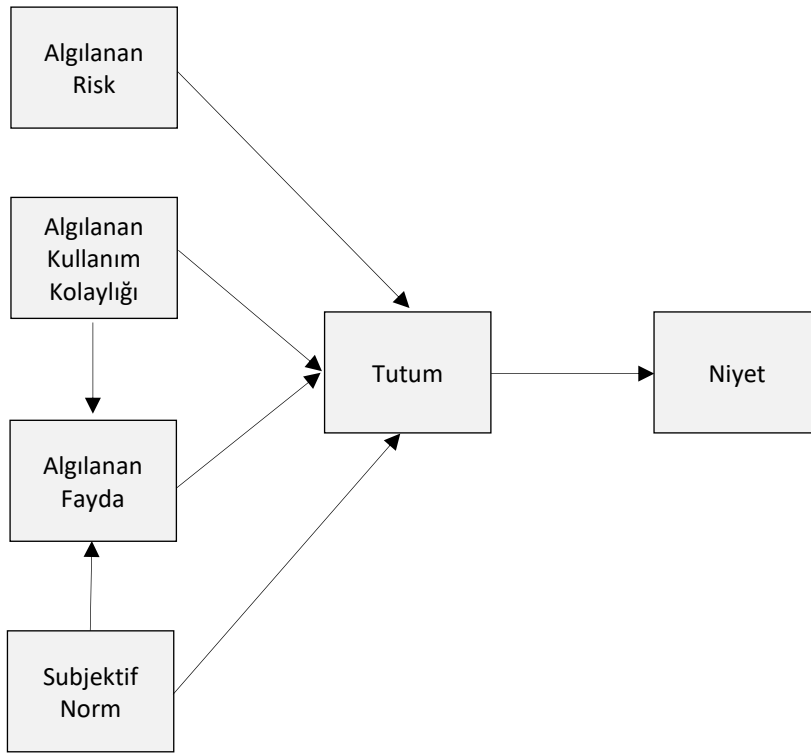 Algılanan
Risk
Algılanan
Kullanım
Kolaylığı
Tutum
Niyet
Algılanan
Fayda
Subjektif
Norm